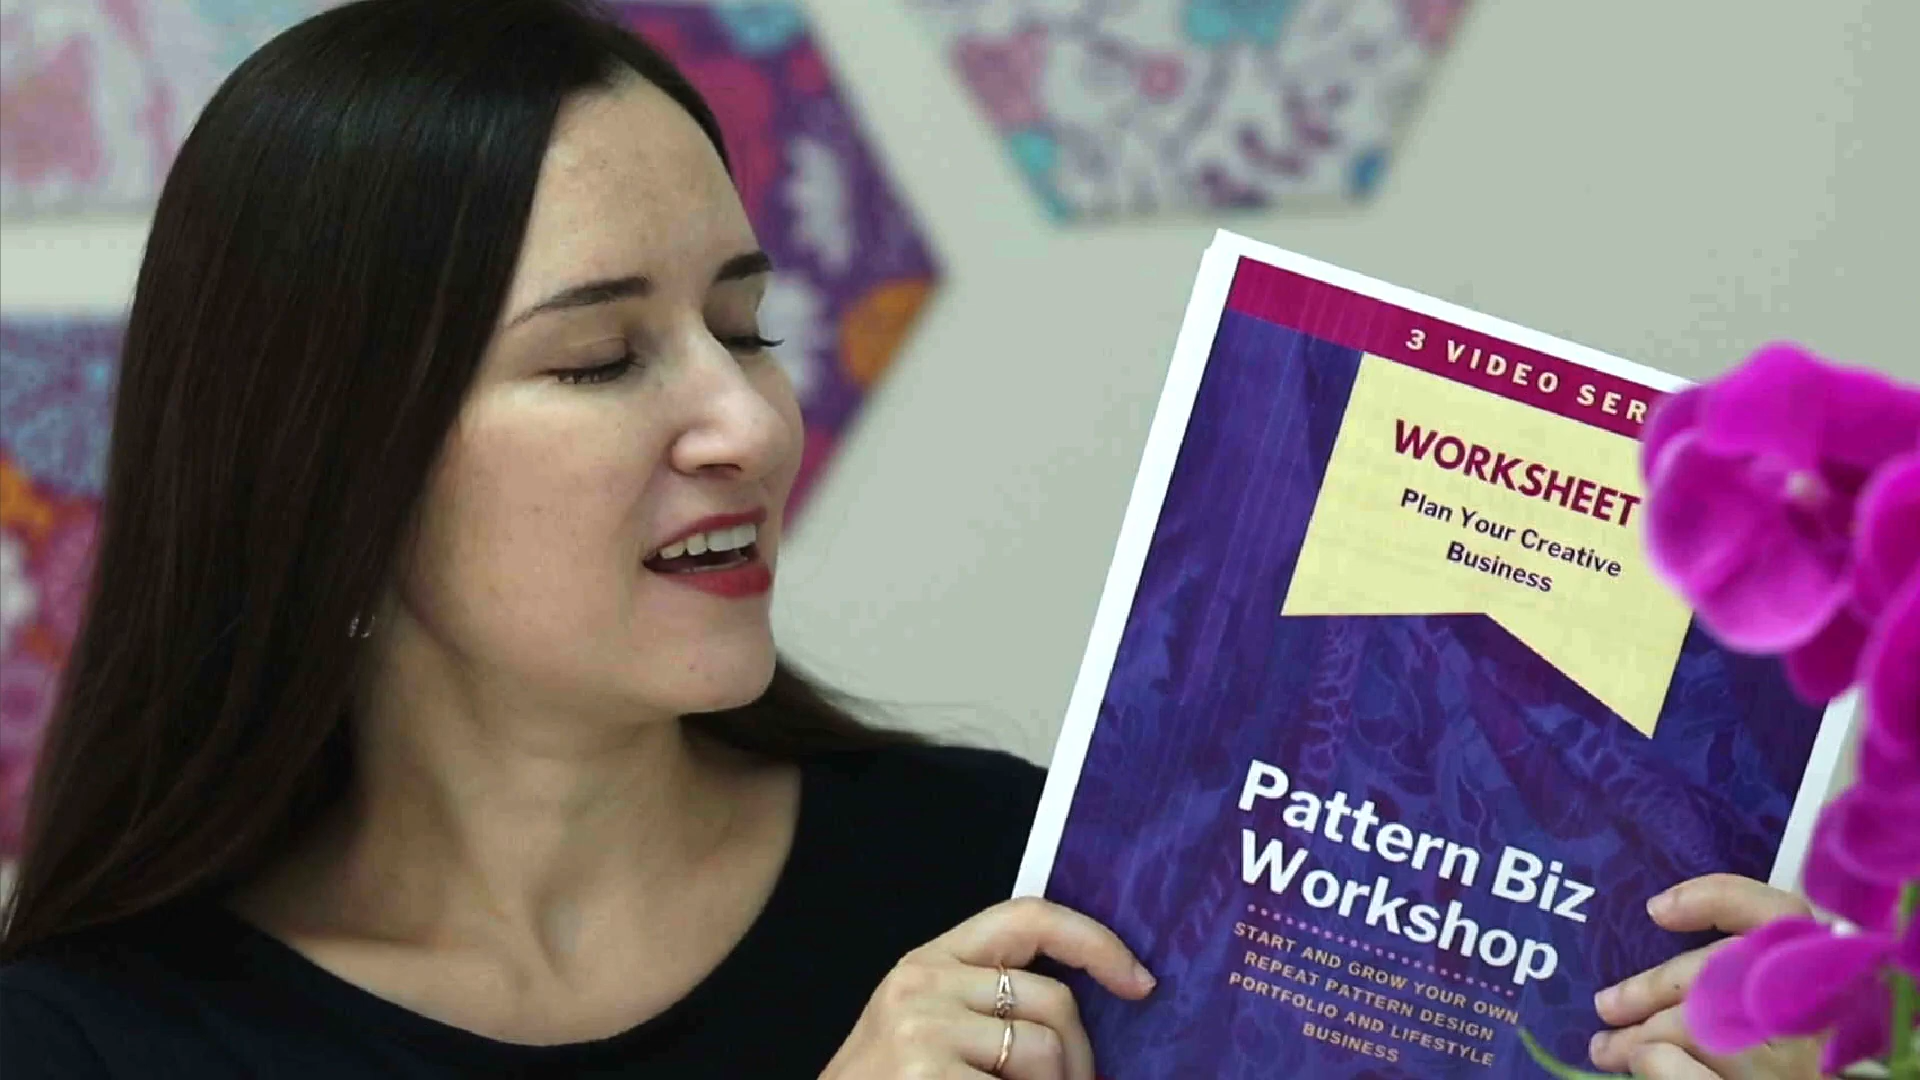 3 VIDEO SER
WORKSHEET
Plan Your Creative
Business
Pattern Biz
Workshop
START AND GROW YOUR OWN
REPEAT PATTERN DESIGN
PORTFOLIO AND LIFESTYLE
BUSINESS